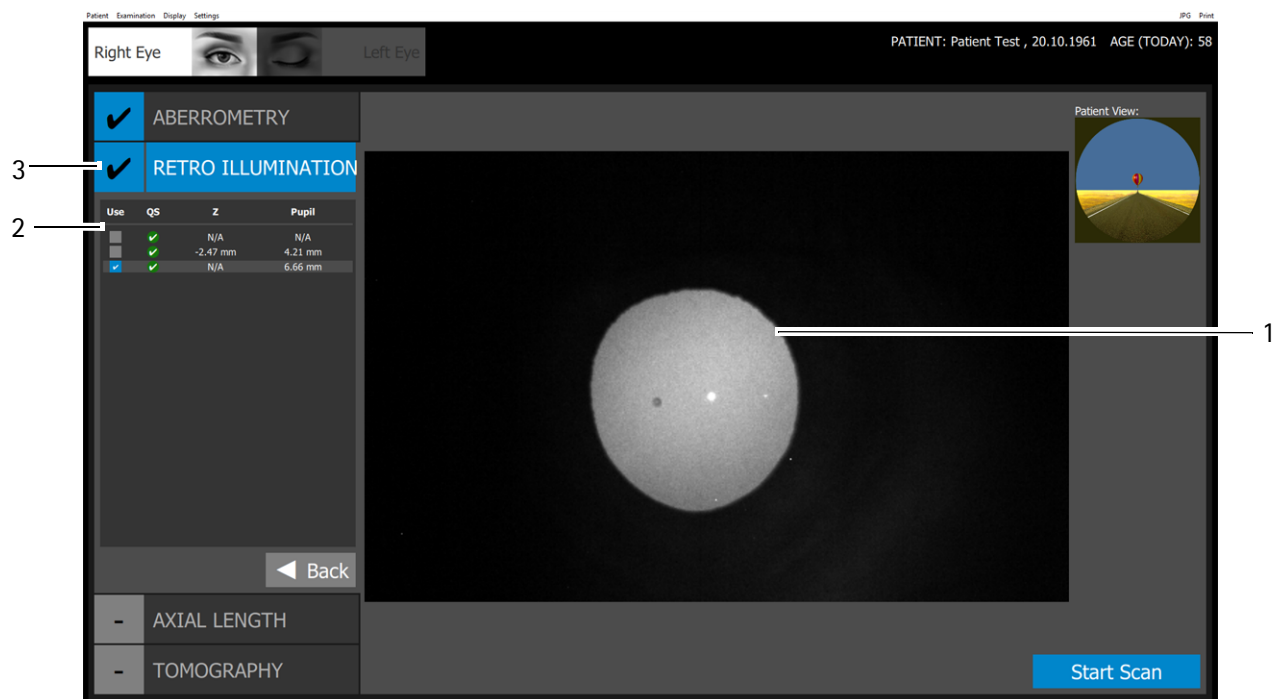 Patient Examination Display Settings JPG Print
Right Eye Left Eye PATIENT: Patient Test , 20.10.1961 AGE (TODAY): 58
✔ ABERROMETRY
Patient View:
3 ✔ RETRO ILLUMINATION
Use QS Z Pupil
2
N/A N/A
-2.47 mm 4.21 mm
N/A 6.66 mm
1
◀ Back
- AXIAL LENGTH
- TOMOGRAPHY
Start Scan